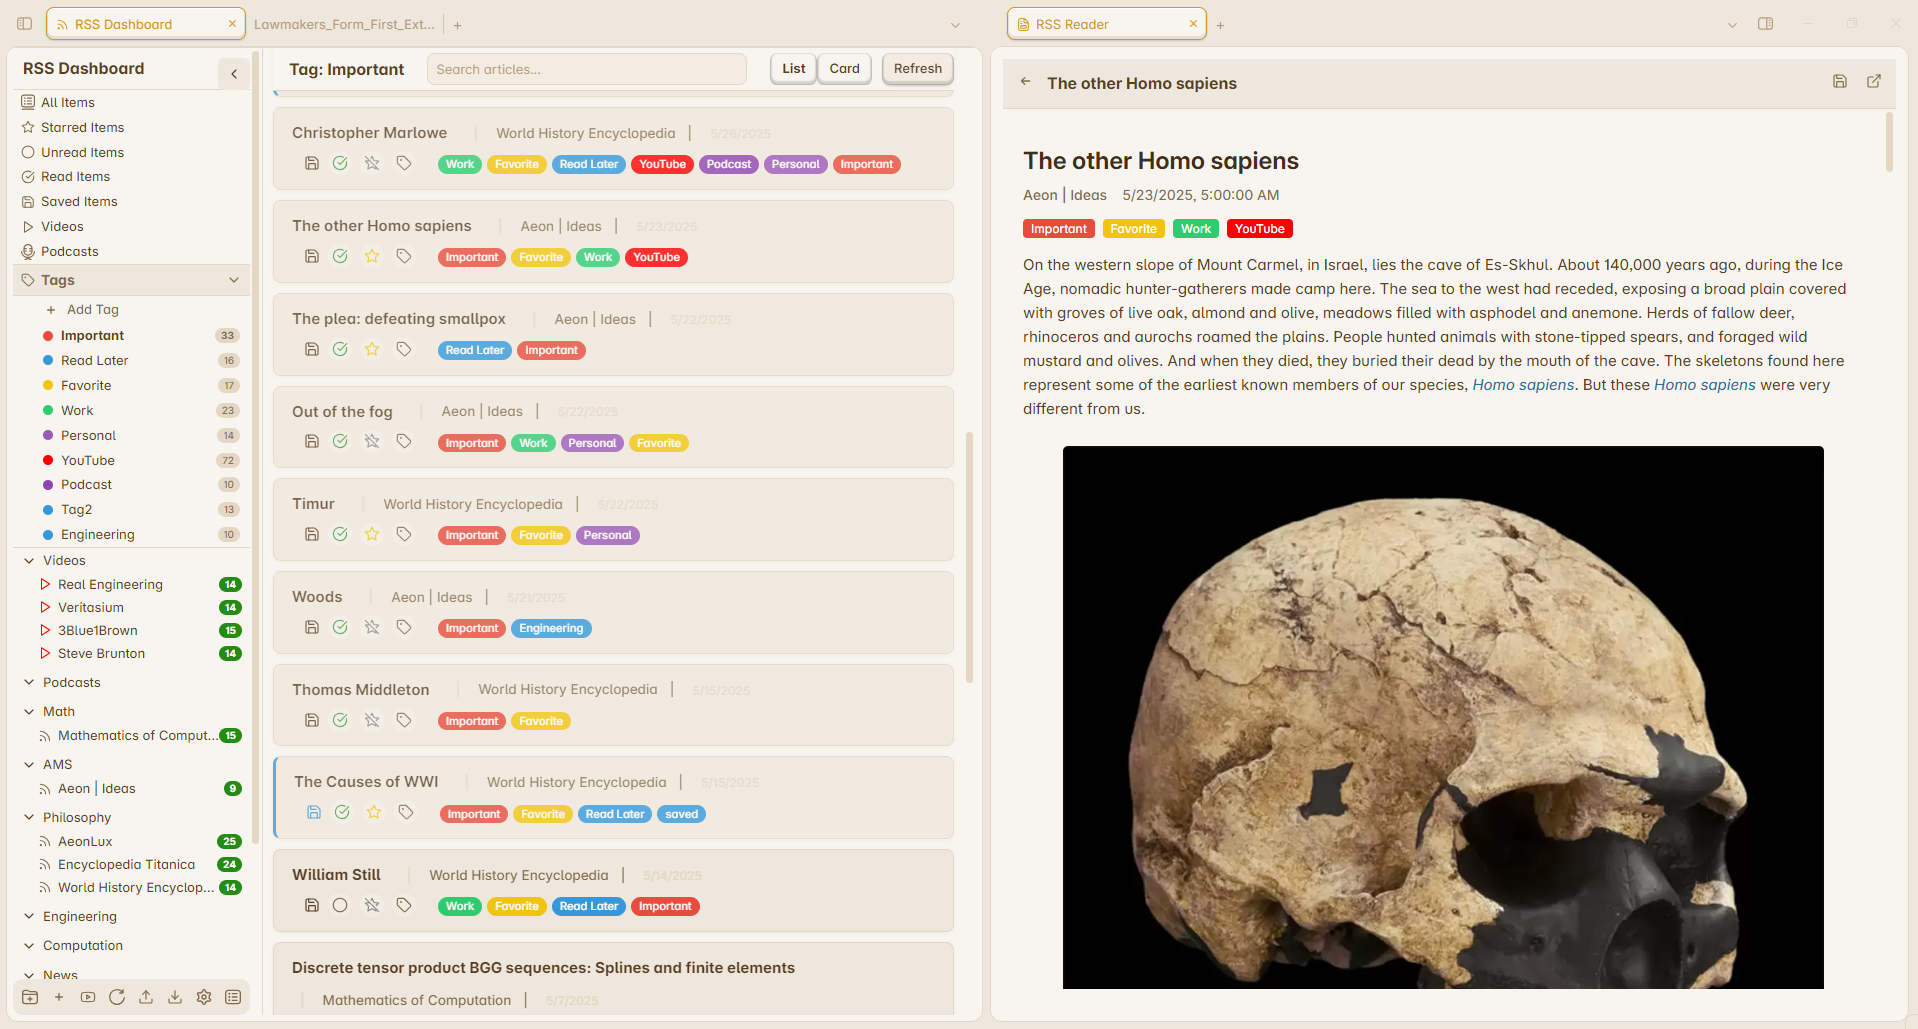 RSS Dashboard
Lawmakers_Form_First_Ext...
RSS Reader
RSS Dashboard
All Items
Starred Items
Unread Items
Read Items
Saved Items
Videos
Podcasts
Tags
Add Tag
Important 33
Read Later 16
Favorite 17
Work 23
Personal 14
YouTube 72
Podcast 10
Tag2 13
Engineering 10
Videos
Real Engineering 14
Veritasium 14
3Blue1Brown 15
Steve Brunton 14
Podcasts
Math
Mathematics of Comput... 15
AMS
Aeon | Ideas 9
Philosophy
AeonLux 25
Encyclopedia Titanica 24
World History Encyclop... 14
Engineering
Computation
News
Tag: Important
Search articles...
List
Card
Refresh
Christopher Marlowe | World History Encyclopedia | 5/26/2025
Work Favorite Read Later YouTube Podcast Personal Important
The other Homo sapiens | Aeon | Ideas | 5/23/2025
Important Favorite Work YouTube
The plea: defeating smallpox | Aeon | Ideas | 5/22/2025
Read Later Important
Out of the fog | Aeon | Ideas | 5/22/2025
Important Work Personal Favorite
Timur | World History Encyclopedia | 5/22/2025
Important Favorite Personal
Woods | Aeon | Ideas | 5/21/2025
Important Engineering
Thomas Middleton | World History Encyclopedia | 5/15/2025
Important Favorite
The Causes of WWI | World History Encyclopedia | 5/15/2025
Important Favorite Read Later saved
William Still | World History Encyclopedia | 5/14/2025
Work Favorite Read Later Important
Discrete tensor product BGG sequences: Splines and finite elements
| Mathematics of Computation | 5/7/2025
The other Homo sapiens
The other Homo sapiens
Aeon | Ideas 5/23/2025, 5:00:00 AM
Important Favorite Work YouTube
On the western slope of Mount Carmel, in Israel, lies the cave of Es-Skhul. About 140,000 years ago, during the Ice
Age, nomadic hunter-gatherers made camp here. The sea to the west had receded, exposing a broad plain covered
with groves of live oak, almond and olive, meadows filled with asphodel and anemone. Herds of fallow deer,
rhinoceros and aurochs roamed the plains. People hunted animals with stone-tipped spears, and foraged wild
mustard and olives. And when they died, they buried their dead by the mouth of the cave. The skeletons found here
represent some of the earliest known members of our species, Homo sapiens. But these Homo sapiens were very
different from us.